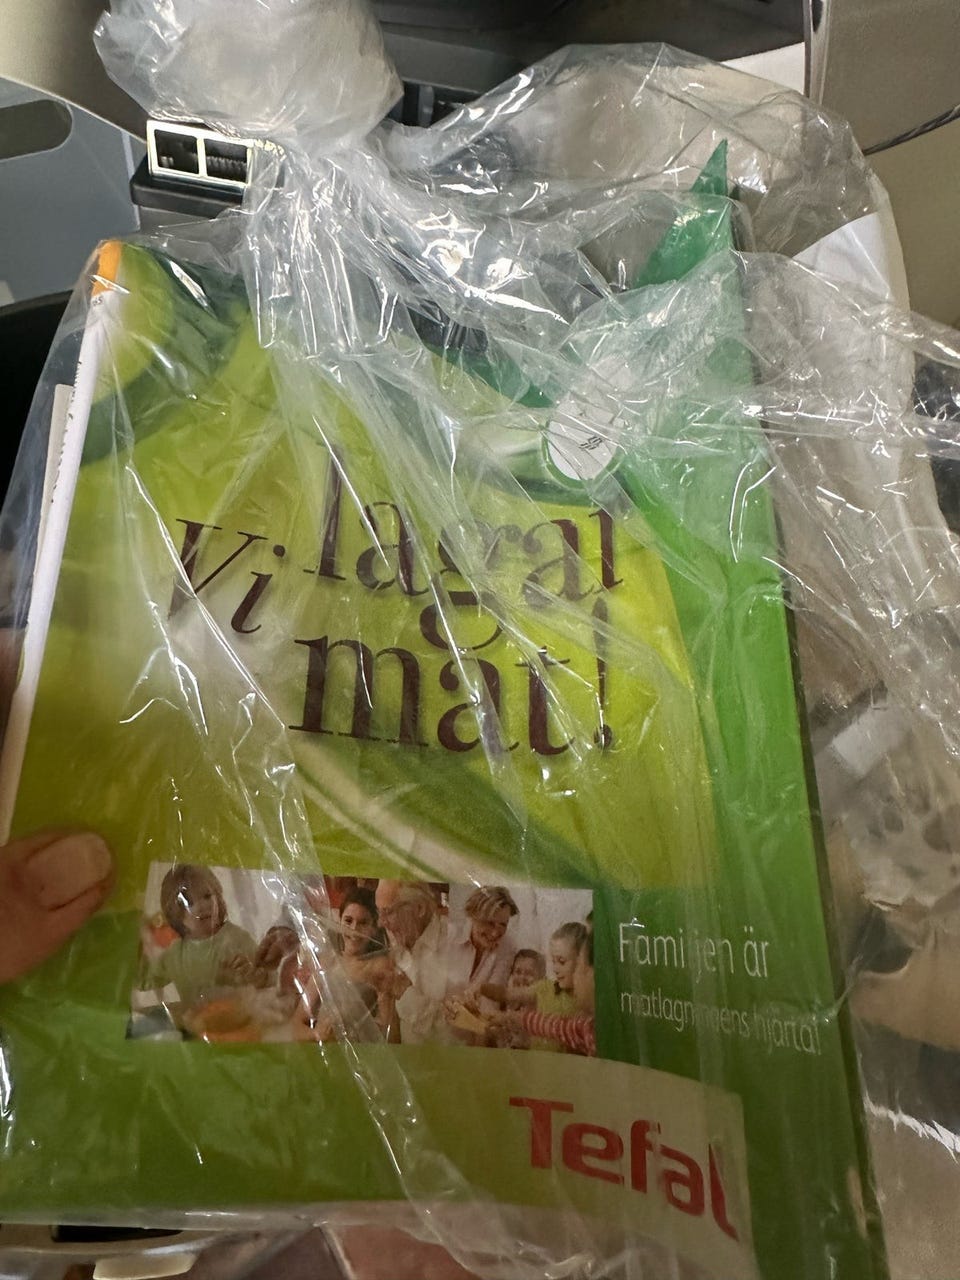 Vi lagar
mat!
Familjen är
matlagningens hjärta!
Tefal